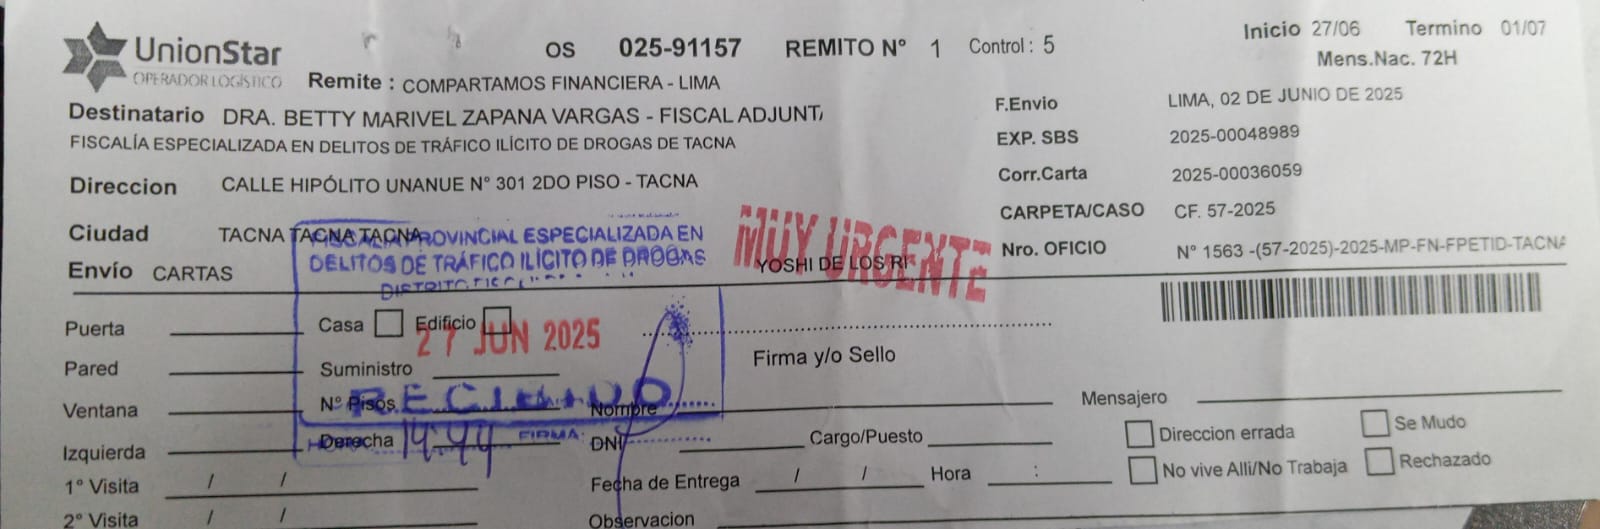 UnionStar
OPERADOR LOGÍSTICO
OS 025-91157 REMITO N° 1 Control : 5
Inicio 27/06 Termino 01/07
Mens.Nac. 72H
Remite : COMPARTAMOS FINANCIERA - LIMA
Destinatario DRA. BETTY MARIVEL ZAPANA VARGAS - FISCAL ADJUNT
FISCALÍA ESPECIALIZADA EN DELITOS DE TRÁFICO ILÍCITO DE DROGAS DE TACNA
Direccion CALLE HIPÓLITO UNANUE N° 301 2DO PISO - TACNA
Ciudad TACNA TACNA TACNA
Envío CARTAS
F.Envio LIMA, 02 DE JUNIO DE 2025
EXP. SBS 2025-00048989
Corr.Carta 2025-00036059
CARPETA/CASO CF. 57-2025
Nro. OFICIO N° 1563 -(57-2025)-2025-MP-FN-FPETID-TACNA
PROVINCIAL ESPECIALIZADA EN
DELITOS DE TRÁFICO ILÍCITO DE DROGAS
MUY URGENTE
YOSHI DE LOS RI
27 JUN 2025
RECIBIDO
14:44
FIRMA:
Puerta Casa Edificio
Pared Suministro
Ventana N° Pisos
Izquierda Derecha
1° Visita / /
2° Visita / /
Firma y/o Sello
Nombre
DNI Cargo/Puesto
Fecha de Entrega / / Hora :
Observacion
Mensajero
Direccion errada Se Mudo
No vive Alli/No Trabaja Rechazado